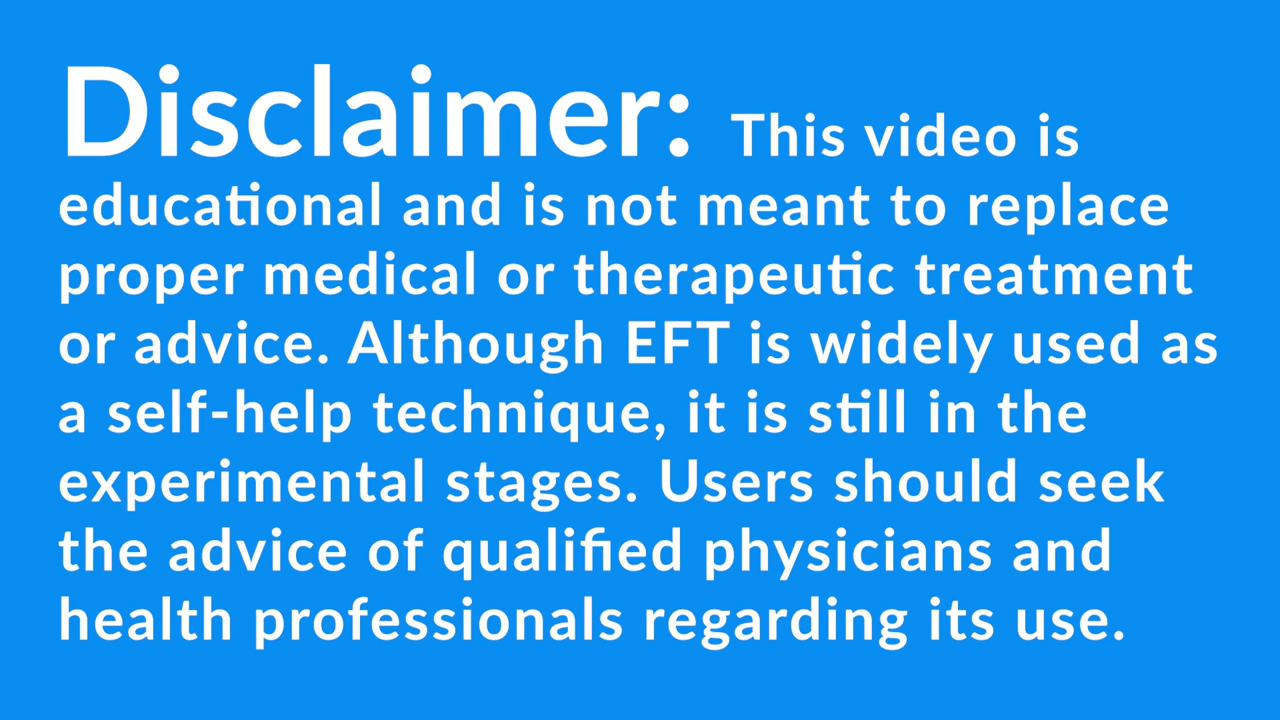 Disclaimer: This video is
educational and is not meant to replace
proper medical or therapeutic treatment
or advice. Although EFT is widely used as
a self-help technique, it is still in the
experimental stages. Users should seek
the advice of qualified physicians and
health professionals regarding its use.